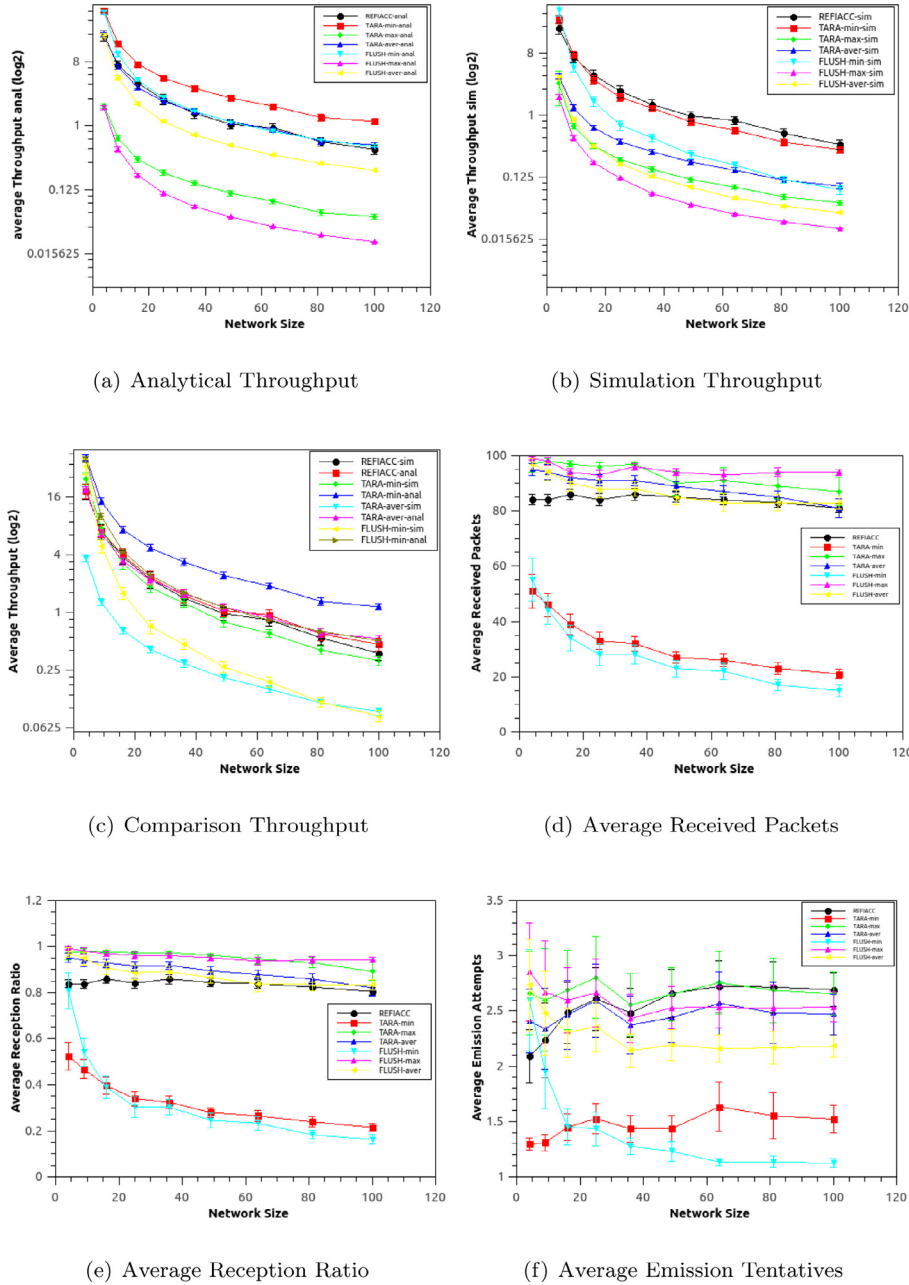 average Throughput anal (log2)
8
1
0.125
0.015625
REFIACC-anal
TARA-min-anal
TARA-max-anal
TARA-aver-anal
FLUSH-min-anal
FLUSH-max-anal
FLUSH-aver-anal
0 20 40 60 80 100 120
Network Size
(a) Analytical Throughput
Average Throughput sim (log2)
8
1
0.125
0.015625
REFIACC-sim
TARA-min-sim
TARA-max-sim
TARA-aver-sim
FLUSH-min-sim
FLUSH-max-sim
FLUSH-aver-sim
0 20 40 60 80 100 120
Network Size
(b) Simulation Throughput
Average Throughput (log2)
16
4
1
0.25
0.0625
REFIACC-sim
REFIACC-anal
TARA-min-sim
TARA-min-anal
TARA-aver-sim
TARA-aver-anal
FLUSH-min-sim
FLUSH-min-anal
0 20 40 60 80 100 120
Network Size
(c) Comparison Throughput
Average Received Packets
100
80
60
40
20
0
REFIACC
TARA-min
TARA-max
TARA-aver
FLUSH-min
FLUSH-max
FLUSH-aver
0 20 40 60 80 100 120
Network Size
(d) Average Received Packets
Average Reception Ratio
1.2
1
0.8
0.6
0.4
0.2
0
REFIACC
TARA-min
TARA-max
TARA-aver
FLUSH-min
FLUSH-max
FLUSH-aver
0 20 40 60 80 100 120
Network Size
(e) Average Reception Ratio
Average Emission Attempts
3.5
3
2.5
2
1.5
1
REFIACC
TARA-min
TARA-max
TARA-aver
FLUSH-min
FLUSH-max
FLUSH-aver
0 20 40 60 80 100 120
Network Size
(f) Average Emission Tentatives